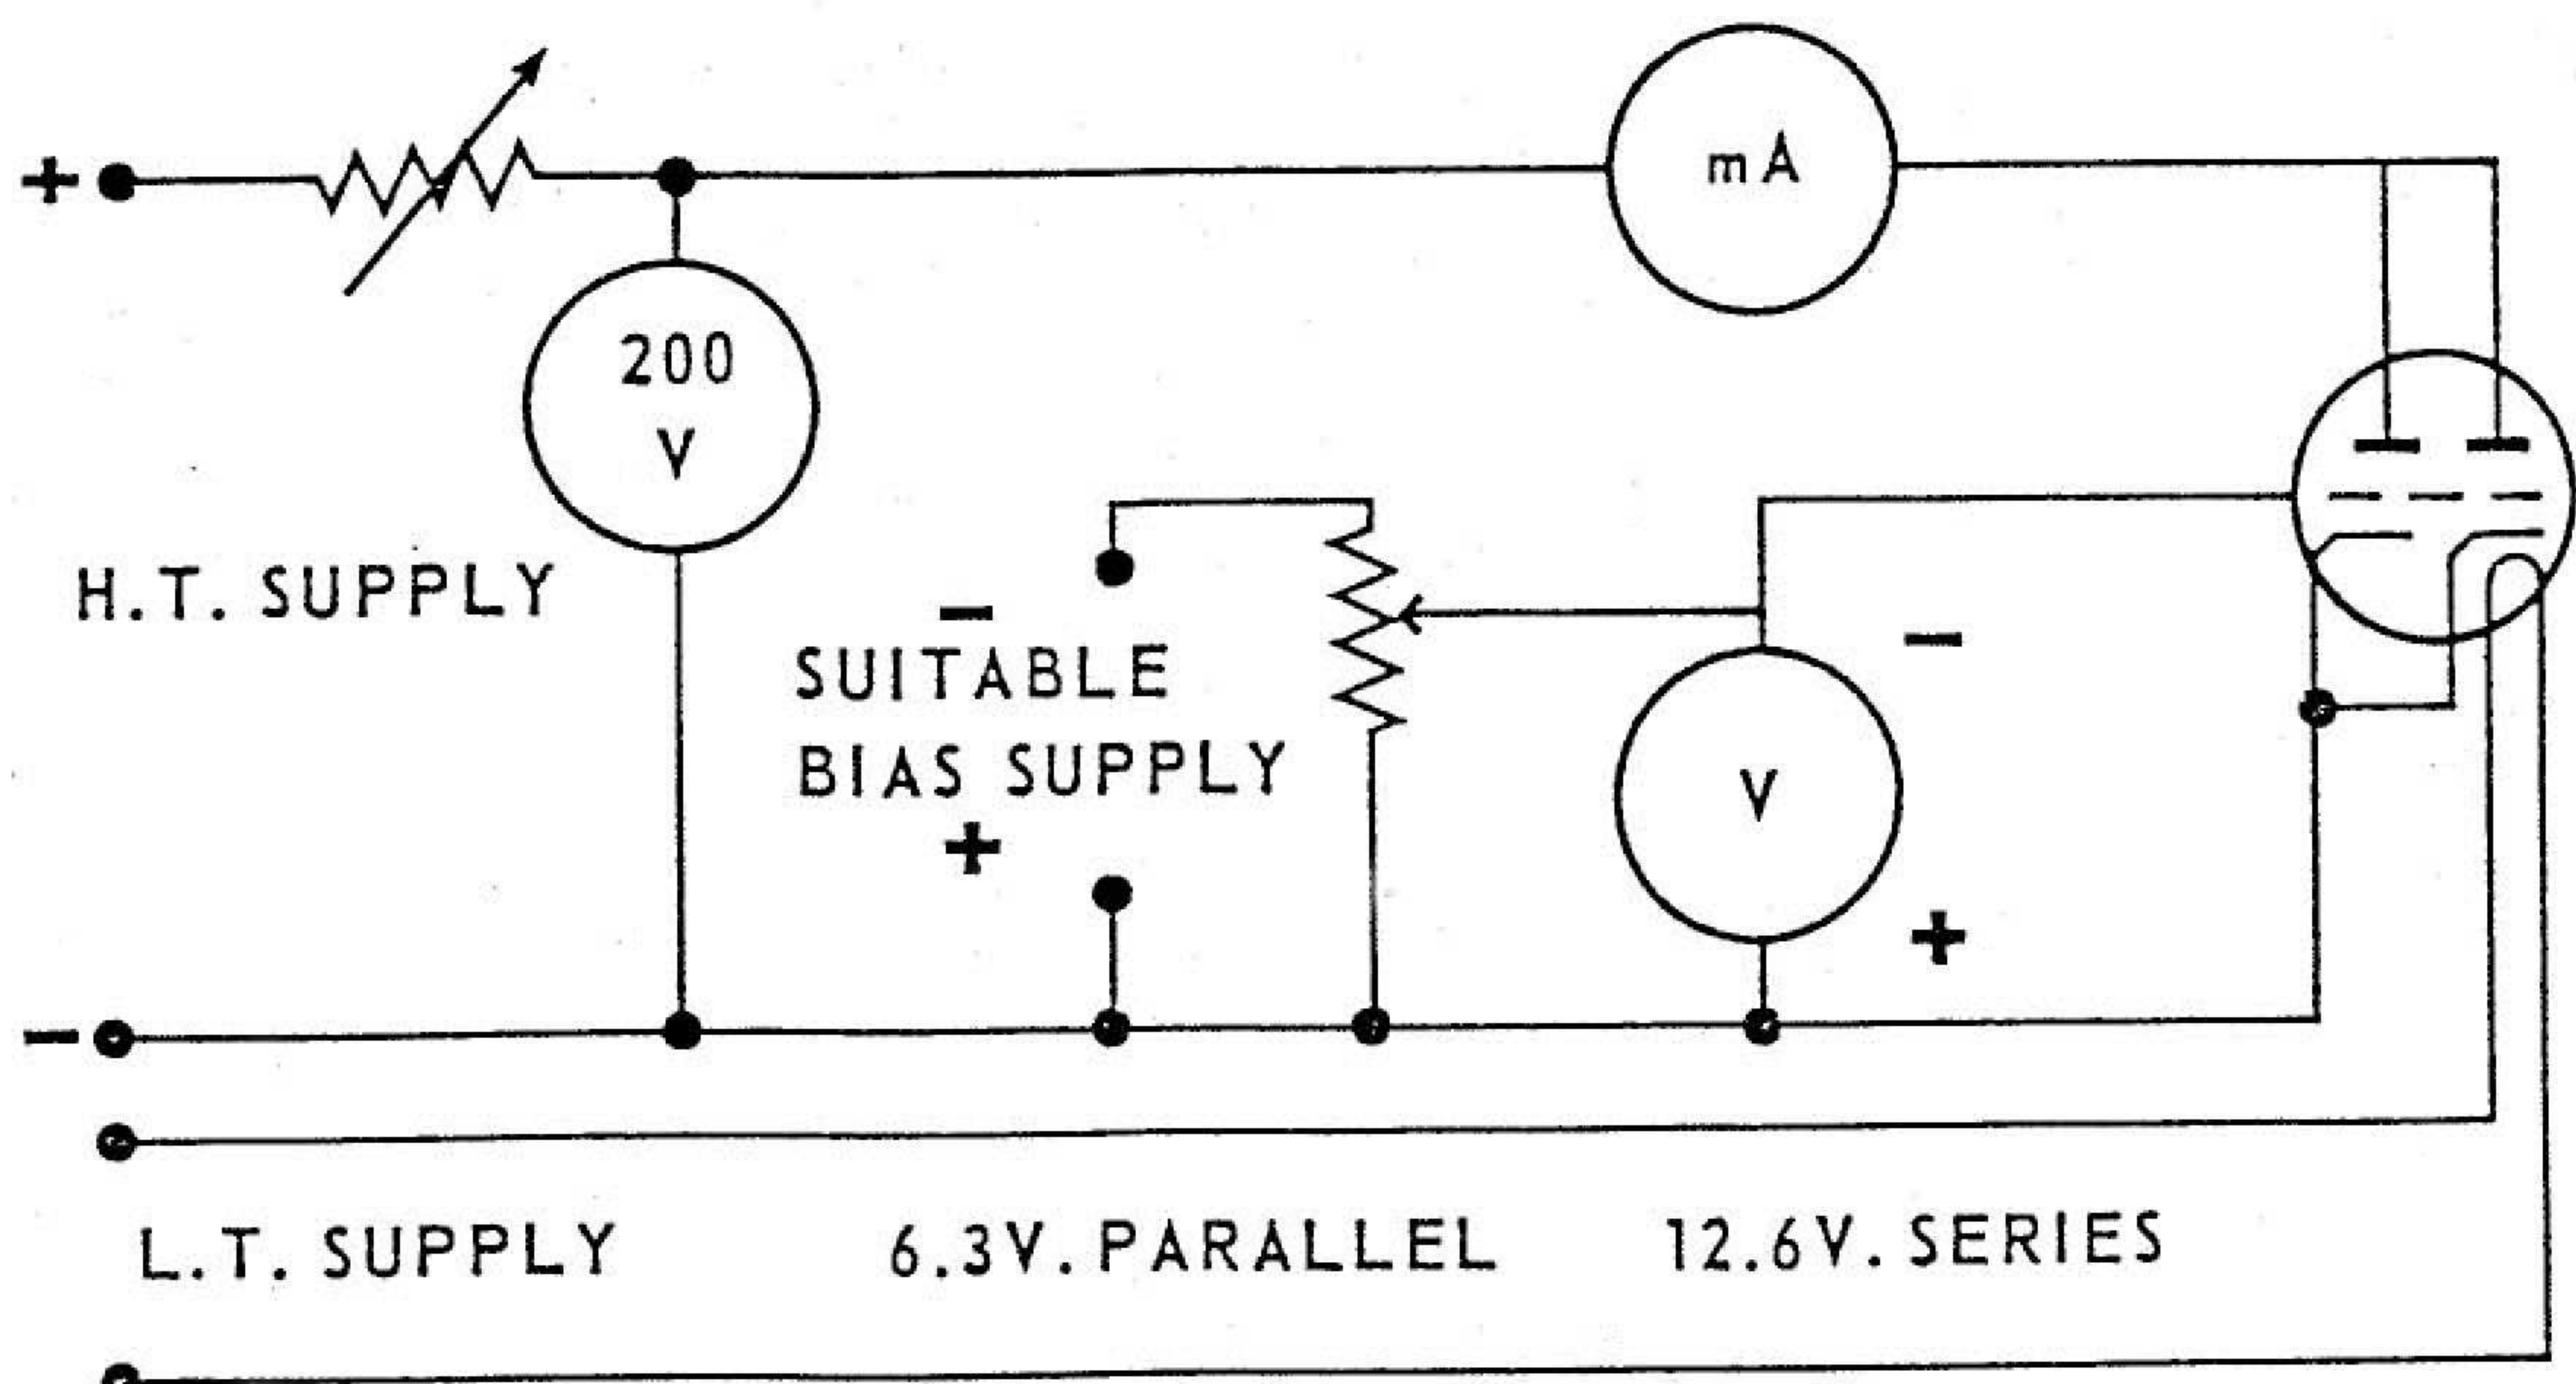 +
mA
200
V
H.T. SUPPLY
−
SUITABLE
BIAS SUPPLY
+
−
V
+
−
L.T. SUPPLY 6.3V. PARALLEL 12.6V. SERIES